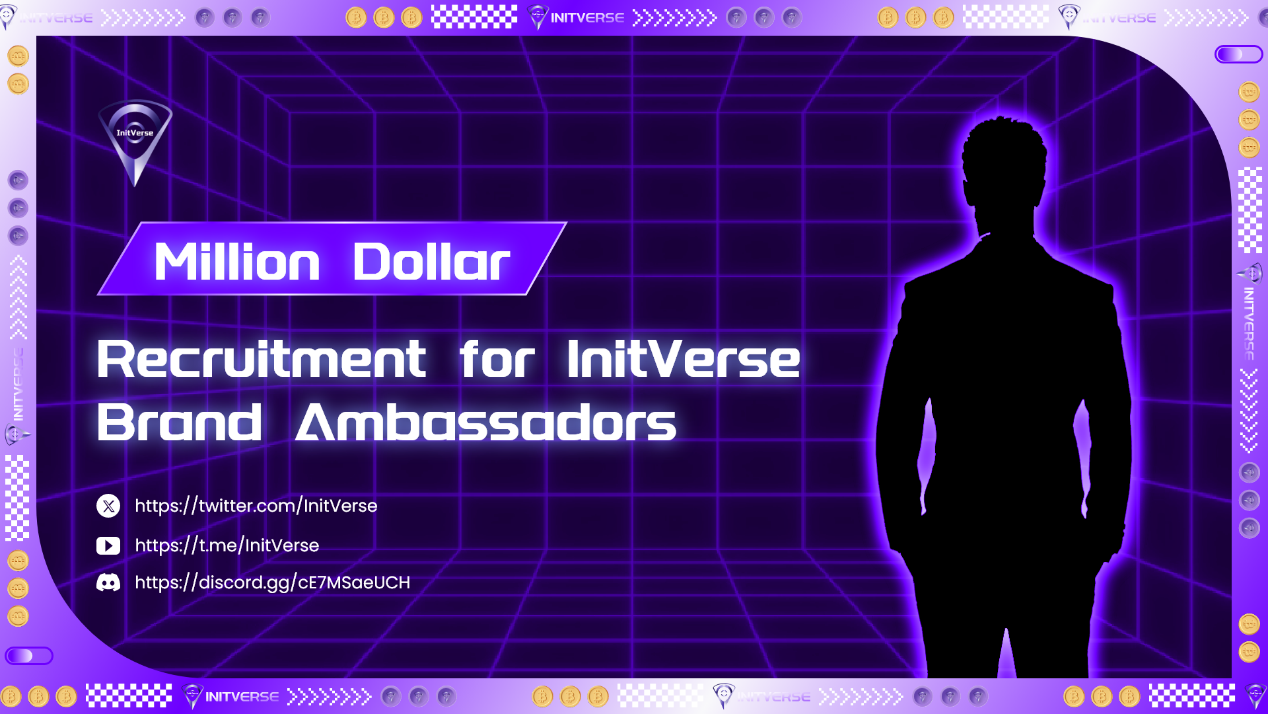 INITVERSE
INITVERSE
INITVERSE
InitVerse
Million Dollar
Recruitment for InitVerse
Brand Ambassadors
https://twitter.com/InitVerse
https://t.me/InitVerse
https://discord.gg/cE7MSaeUCH
INITVERSE
INITVERSE
INITVERSE
INITVERSE